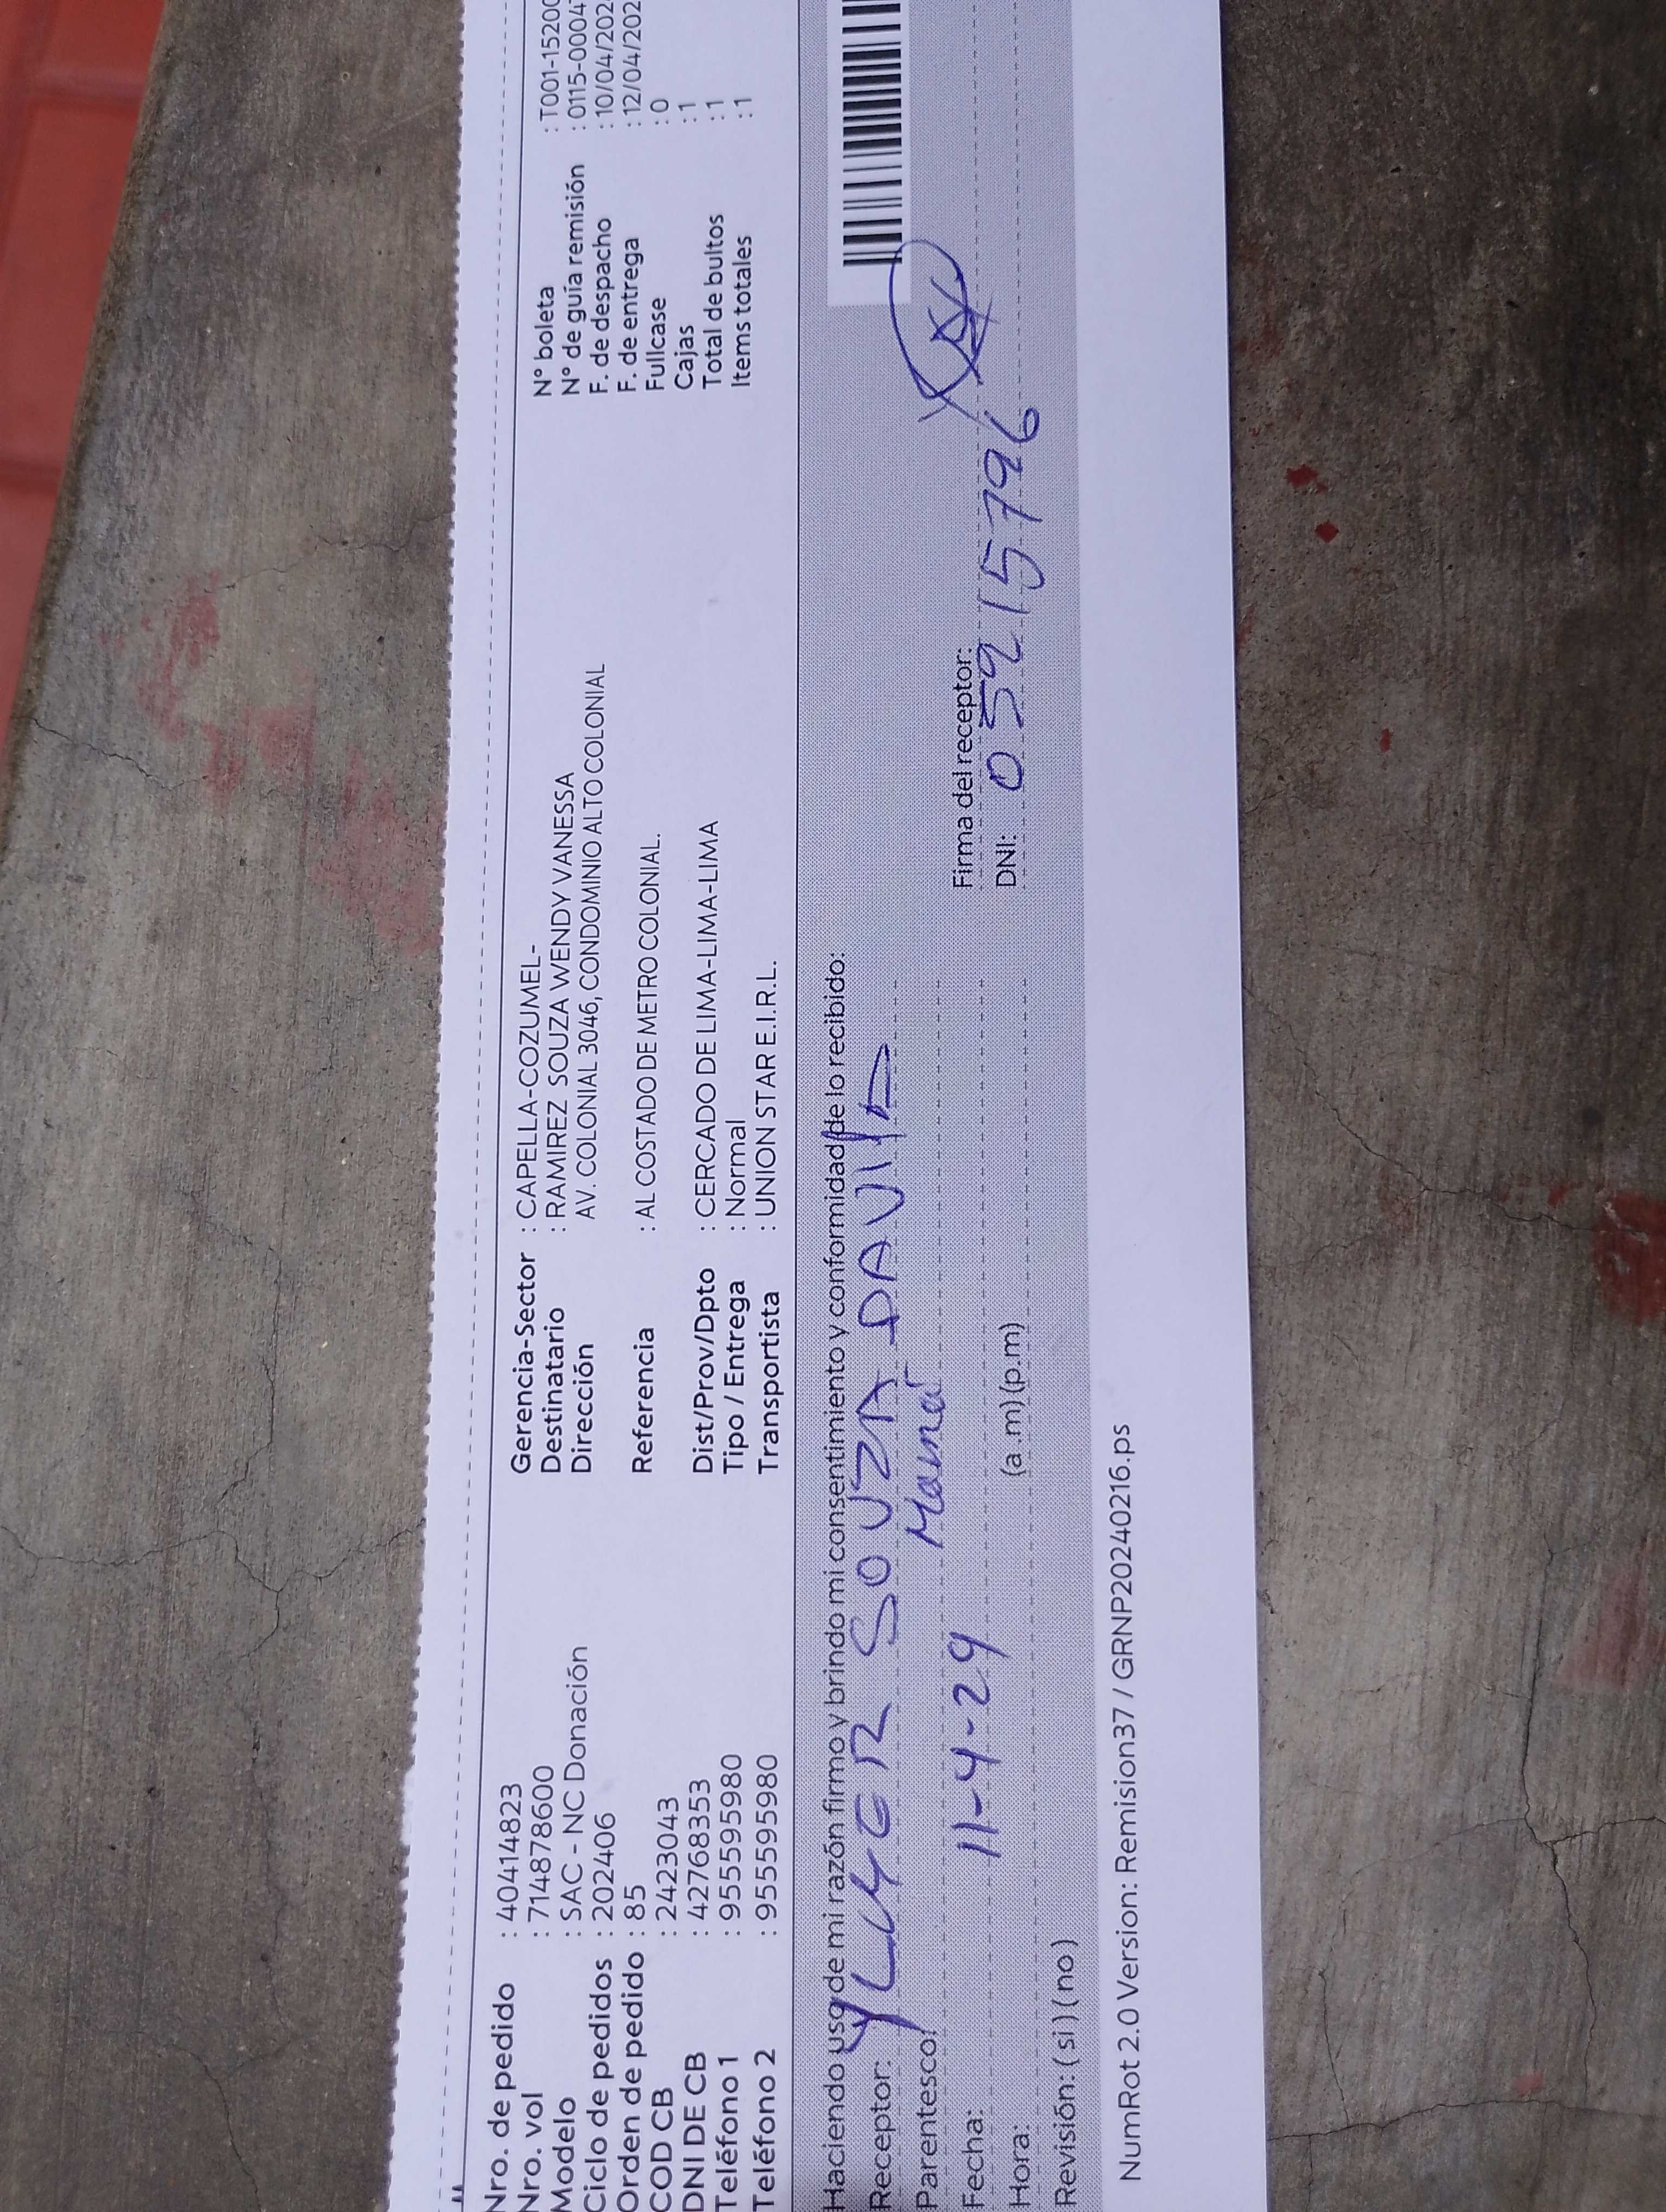 Nro. de pedido : 40414823
Nro. vol : 714878600
Modelo : SAC - NC Donación
Ciclo de pedidos : 202406
Orden de pedido : 85
COD CB : 2423043
DNI DE CB : 42768353
Teléfono 1 : 955595980
Teléfono 2 : 955595980
Gerencia-Sector : CAPELLA-COZUMEL-
Destinatario : RAMIREZ SOUZA WENDY VANESSA
Dirección AV. COLONIAL 3046, CONDOMINIO ALTO COLONIAL
Referencia : AL COSTADO DE METRO COLONIAL.
Dist/Prov/Dpto : CERCADO DE LIMA-LIMA-LIMA
Tipo / Entrega : Normal
Transportista : UNION STAR E.I.R.L.
N° boleta : T001-15200
N° de guía remisión : 0115-0004
F. de despacho : 10/04/202
F. de entrega : 12/04/202
Fullcase : 0
Cajas : 1
Total de bultos : 1
Items totales : 1
Haciendo uso de mi razón firmo y brindo mi consentimiento y conformidad de lo recibido:
Receptor: SOUZA DAVILA
Parentesco: Mamá
Firma del receptor:
Fecha: 11-4-24
DNI: 05915796
Hora: (a.m)(p.m)
Revisión: (si)(no)
NumRot 2.0 Version: Remision37 / GRNP20240216.ps